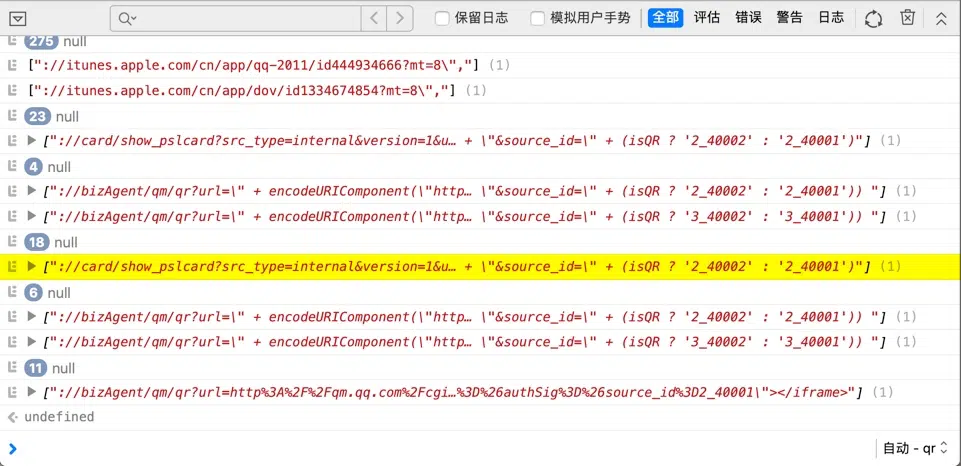 保留日志 模拟用户手势 全部 评估 错误 警告 日志
275 null
["://itunes.apple.com/cn/app/qq-2011/id444934666?mt=8\","] (1)
["://itunes.apple.com/cn/app/dov/id1334674854?mt=8\","] (1)
23 null
["://card/show_pslcard?src_type=internal&version=1&u… + \"&source_id=\" + (isQR ? '2_40002' : '2_40001')"] (1)
4 null
["://bizAgent/qm/qr?url=\" + encodeURIComponent(\"http… \"&source_id=\" + (isQR ? '2_40002' : '2_40001')) "] (1)
["://bizAgent/qm/qr?url=\" + encodeURIComponent(\"http… \"&source_id=\" + (isQR ? '3_40002' : '3_40001')) "] (1)
18 null
["://card/show_pslcard?src_type=internal&version=1&u… + \"&source_id=\" + (isQR ? '2_40002' : '2_40001')"] (1)
6 null
["://bizAgent/qm/qr?url=\" + encodeURIComponent(\"http… \"&source_id=\" + (isQR ? '2_40002' : '2_40001')) "] (1)
["://bizAgent/qm/qr?url=\" + encodeURIComponent(\"http… \"&source_id=\" + (isQR ? '3_40002' : '3_40001')) "] (1)
11 null
["://bizAgent/qm/qr?url=http%3A%2F%2Fqm.qq.com%2Fcgi…%3D%26authSig%3D%26source_id%3D2_40001\"></iframe>"] (1)
undefined
自动 - qr